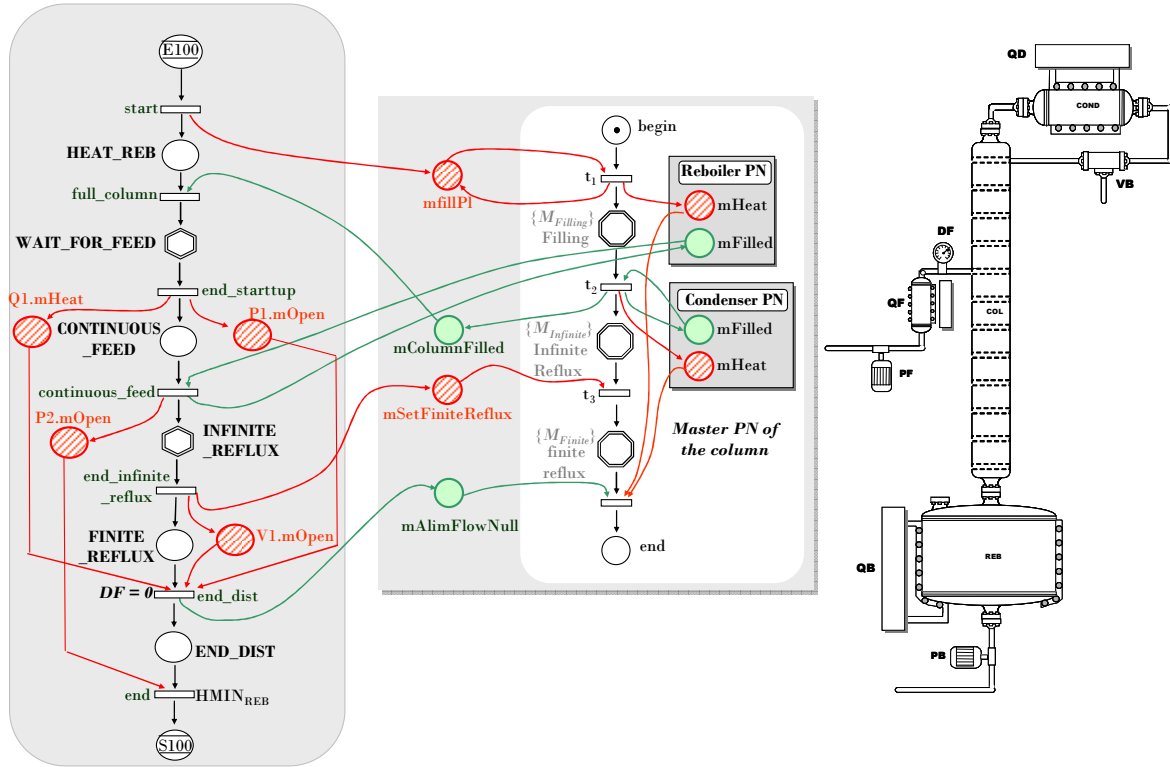 E100
start
HEAT_REB
full_column
WAIT_FOR_FEED
end_starttup
Q1.mHeat
P1.mOpen
CONTINUOUS
_FEED
continuous_feed
P2.mOpen
INFINITE
_REFLUX
end_infinite
_reflux
FINITE
_REFLUX
V1.mOpen
DF = 0
end_dist
END_DIST
end
HMINREB
S100
mfillPl
mColumnFilled
mSetFiniteReflux
mAlimFlowNull
begin
t1
{MFilling}
Filling
t2
{MInfinite}
Infinite
Reflux
t3
{MFinite}
finite
reflux
end
Reboiler PN
mHeat
mFilled
Condenser PN
mFilled
mHeat
Master PN of
the column
QD
COND
VB
DF
QF
COL
PF
QB
REB
PB